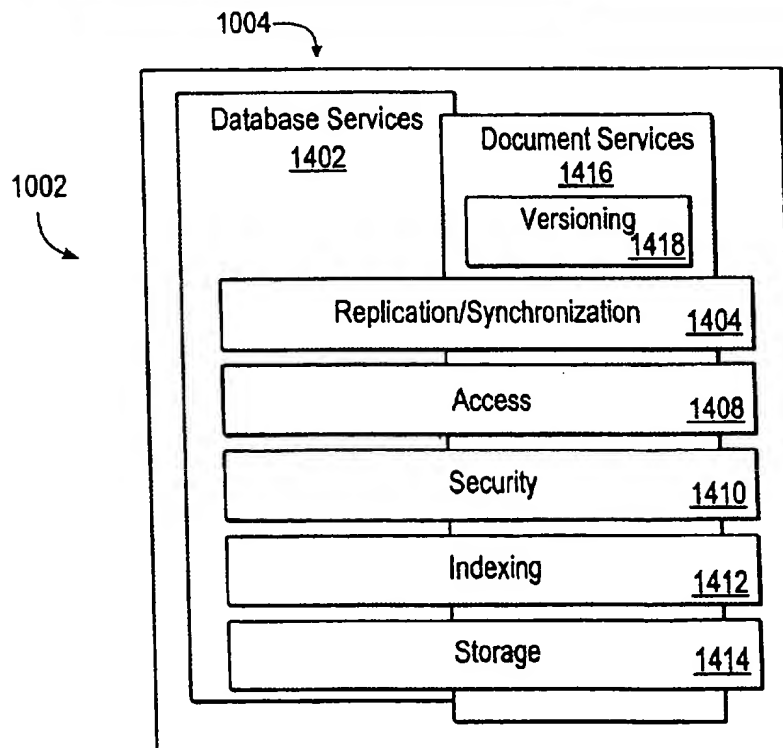 1004
Database Services
1402
Document Services
1416
1002
Versioning
1418
Replication/Synchronization 1404
Access 1408
Security 1410
Indexing 1412
Storage 1414